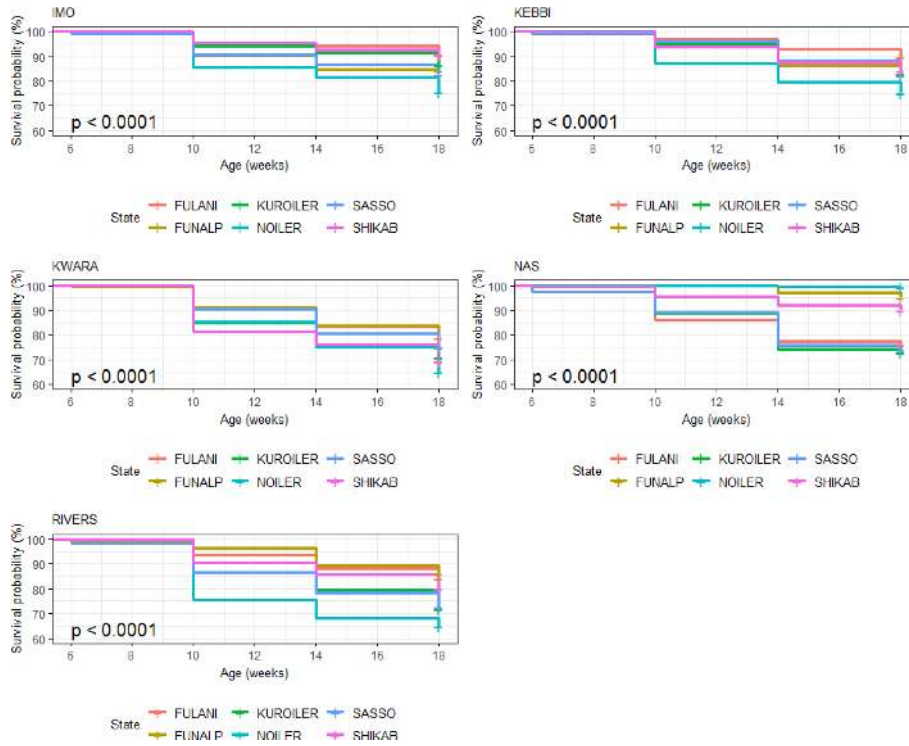 IMO
Survival probability (%)
100
90
80
70
60
p < 0.0001
6 8 10 12 14 16 18
Age (weeks)
State
FULANI KUROILER SASSO
FUNALP NOILER SHIKAB
KEBBI
Survival probability (%)
100
90
80
70
60
p < 0.0001
6 8 10 12 14 16 18
Age (weeks)
State
FULANI KUROILER SASSO
FUNALP NOILER SHIKAB
KWARA
Survival probability (%)
100
90
80
70
60
p < 0.0001
6 8 10 12 14 16 18
Age (weeks)
State
FULANI KUROILER SASSO
FUNALP NOILER SHIKAB
NAS
Survival probability (%)
100
90
80
70
60
p < 0.0001
6 8 10 12 14 16 18
Age (weeks)
State
FULANI KUROILER SASSO
FUNALP NOILER SHIKAB
RIVERS
Survival probability (%)
100
90
80
70
60
p < 0.0001
6 8 10 12 14 16 18
Age (weeks)
State
FULANI KUROILER SASSO
FUNALP NOILER SHIKAB